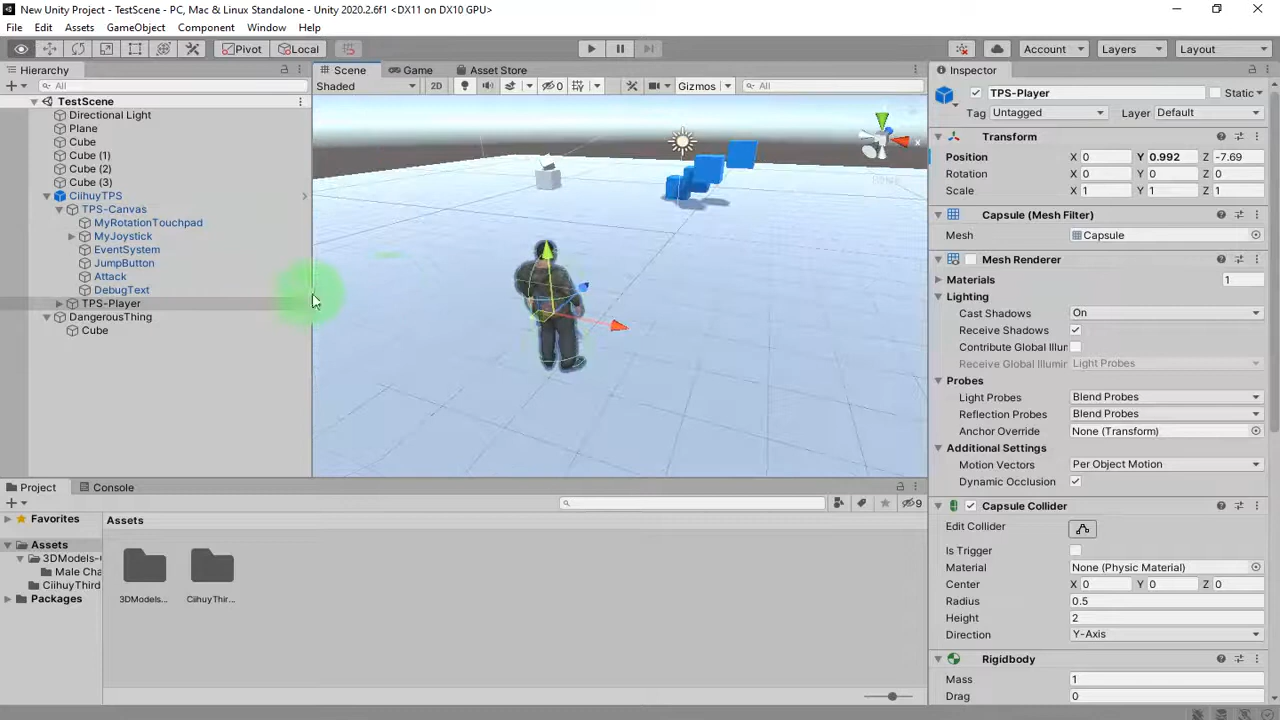 New Unity Project - TestScene - PC, Mac & Linux Standalone - Unity 2020.2.6f1 <DX11 on DX10 GPU>
File Edit Assets GameObject Component Window Help
Pivot Local Account Layers Layout
Hierarchy
All
TestScene
Directional Light
Plane
Cube
Cube (1)
Cube (2)
Cube (3)
CiihuyTPS
TPS-Canvas
MyRotationTouchpad
MyJoystick
EventSystem
JumpButton
Attack
DebugText
TPS-Player
DangerousThing
Cube
Scene Game Asset Store
Shaded 2D 0 Gizmos All
x
Inspector
TPS-Player Static
Tag Untagged Layer Default
Transform
Position X 0 Y 0.992 Z -7.69
Rotation X 0 Y 0 Z 0
Scale X 1 Y 1 Z 1
Capsule (Mesh Filter)
Mesh Capsule
Mesh Renderer
Materials 1
Lighting
Cast Shadows On
Receive Shadows
Contribute Global Illum
Receive Global Illumin Light Probes
Probes
Light Probes Blend Probes
Reflection Probes Blend Probes
Anchor Override None (Transform)
Additional Settings
Motion Vectors Per Object Motion
Dynamic Occlusion
Capsule Collider
Edit Collider
Is Trigger
Material None (Physic Material)
Center X 0 Y 0 Z 0
Radius 0.5
Height 2
Direction Y-Axis
Rigidbody
Mass 1
Drag 0
Project Console
9
Favorites
Assets
3DModels-
Male Cha
CiihuyThird
Packages
Assets
3DModels... CiihuyThir...